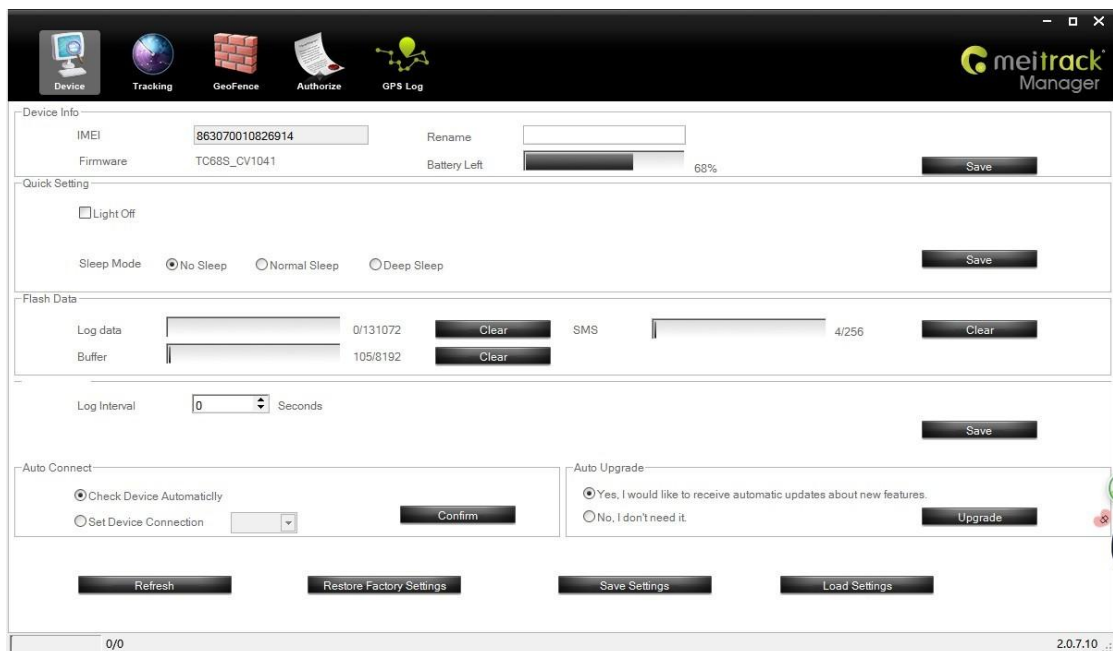 Device Tracking GeoFence Authorize GPS Log
meitrack
Manager
Device Info
IMEI 863070010826914 Rename
Firmware TC68S_CV1041 Battery Left 68% Save
Quick Setting
Light Off
Sleep Mode No Sleep Normal Sleep Deep Sleep Save
Flash Data
Log data 0/131072 Clear SMS 4/256 Clear
Buffer 105/8192 Clear
Log Interval 0 Seconds
Save
Auto Connect Auto Upgrade
Check Device Automaticlly Yes, I would like to receive automatic updates about new features.
Set Device Connection Confirm No, I don't need it. Upgrade
Refresh Restore Factory Settings Save Settings Load Settings
0/0 2.0.7.10